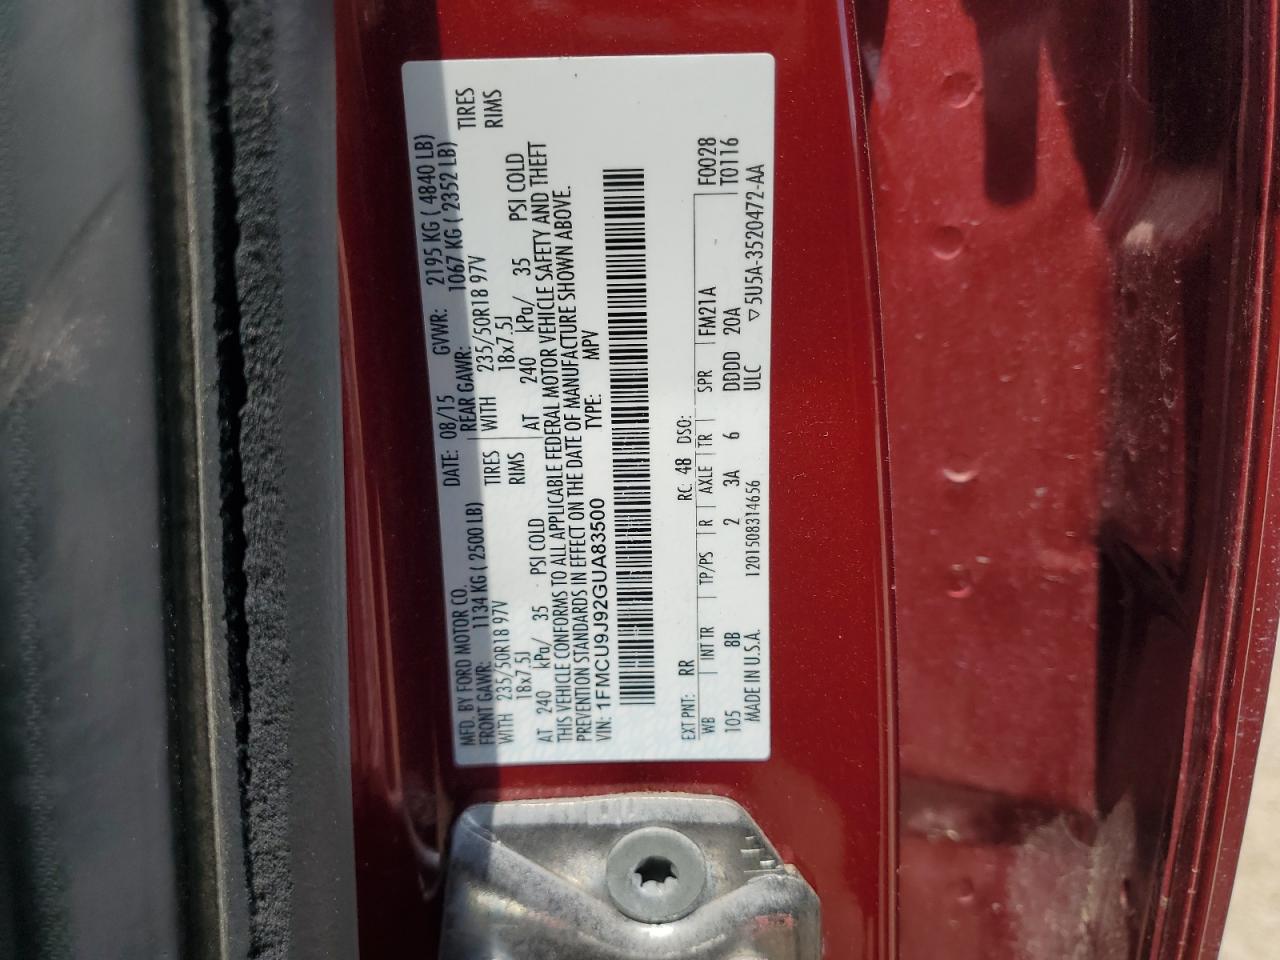 MFD. BY FORD MOTOR CO.
DATE: 08/15 GVWR: 2195 KG ( 4840 LB)
FRONT GAWR: 1134 KG ( 2500 LB) REAR GAWR: 1067 KG ( 2352 LB)
WITH 235/50R18 97V TIRES WITH 235/50R18 97V TIRES
18x7.5J RIMS 18x7.5J RIMS
AT 240 kPa/ 35 PSI COLD AT 240 kPa/ 35 PSI COLD
THIS VEHICLE CONFORMS TO ALL APPLICABLE FEDERAL MOTOR VEHICLE SAFETY AND THEFT
PREVENTION STANDARDS IN EFFECT ON THE DATE OF MANUFACTURE SHOWN ABOVE.
VIN: 1FMCU9J92GUA83500 TYPE: MPV
EXT PNT: RR RC: 48 DSO: F0028
WB INT TR TP/PS R AXLE TR SPR FM21A T0116
105 8B 2 3A 6 DDDD 20A
MADE IN U.S.A. 1201508314656 ULC ▽5U5A-3520472-AA